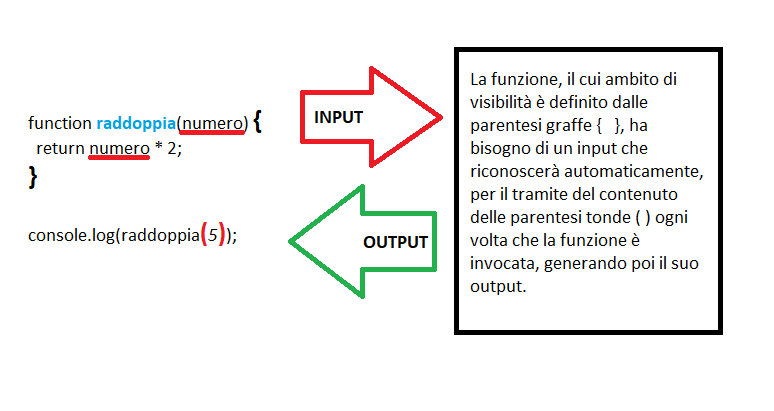 function raddoppia(numero) {
return numero * 2;
}
console.log(raddoppia(5));
INPUT
OUTPUT
La funzione, il cui ambito di
visibilità è definito dalle
parentesi graffe { }, ha
bisogno di un input che
riconoscerà automaticamente,
per il tramite del contenuto
delle parentesi tonde ( ) ogni
volta che la funzione è
invocata, generando poi il suo
output.